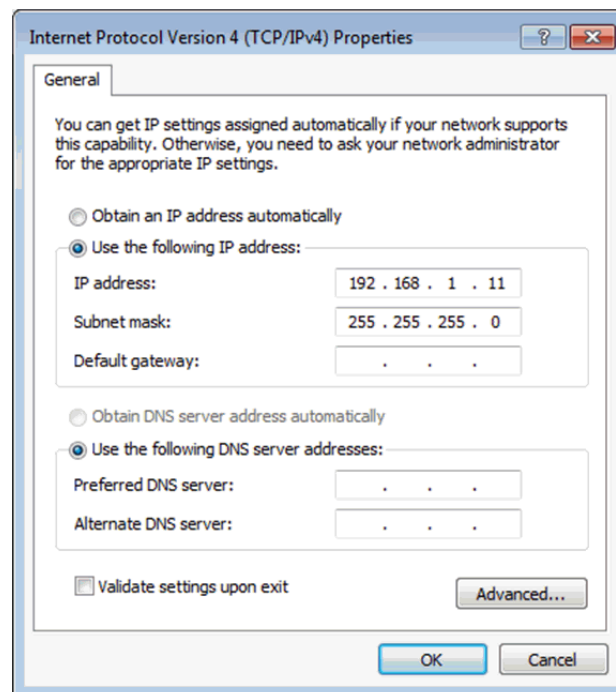 Internet Protocol Version 4 (TCP/IPv4) Properties
General
You can get IP settings assigned automatically if your network supports
this capability. Otherwise, you need to ask your network administrator
for the appropriate IP settings.
Obtain an IP address automatically
Use the following IP address:
IP address: 192 . 168 . 1 . 11
Subnet mask: 255 . 255 . 255 . 0
Default gateway: . . .
Obtain DNS server address automatically
Use the following DNS server addresses:
Preferred DNS server: . . .
Alternate DNS server: . . .
Validate settings upon exit
Advanced...
OK Cancel